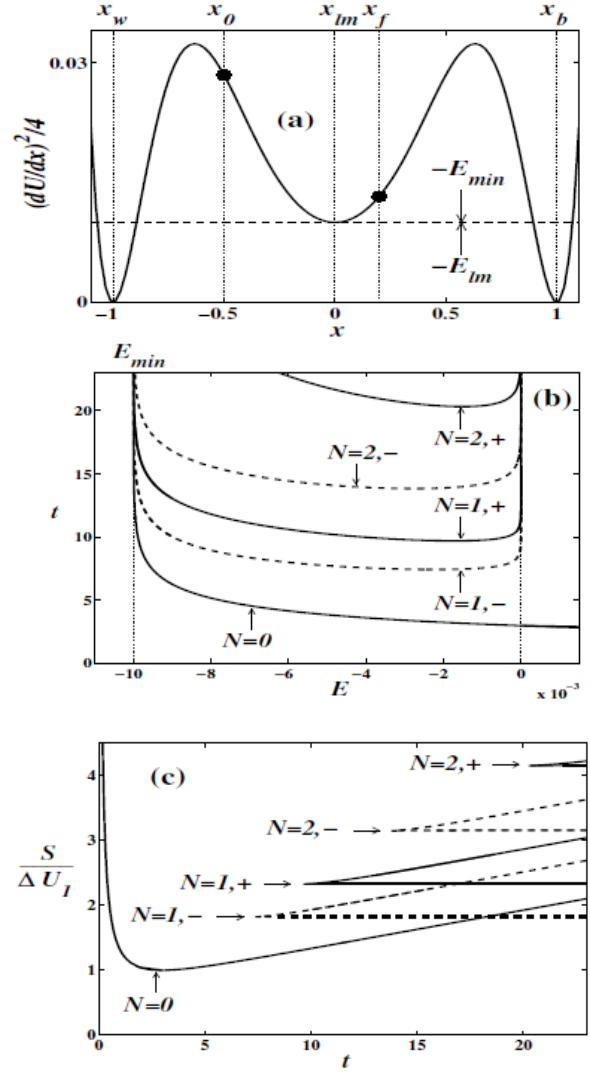 x_w x_0 x_lm x_f x_b
0.03
(a)
(dU/dx)^2/4
−E_min
−E_lm
0
−1 −0.5 0 0.5 1
x
E_min
(b)
20
N=2,+
N=2,−
15
t
N=1,+
10
N=1,−
5
N=0
0
−10 −8 −6 −4 −2 0
E
x 10^−3
(c)
4
N=2,+
3
N=2,−
S
Δ U_1
N=1,+
2
N=1,−
1
N=0
0
0 5 10 15 20
t